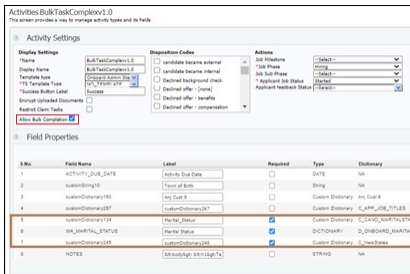 Activities BulkTaskComplexv1.0
This screen provides a way to manage activity types and its fields
Activity Settings
Display Settings
*Name BulkTaskComplexv1.0
Display Name BulkTaskComplexv1.0
Template type Onboard Admin
*TS Template Type
*Success Button Label Success
Encrypt Uploaded Documents
Restrict Claim Tasks
Allow Bulk Completion
Disposition Codes
candidate became external
candidate became internal
Declined background check
Declined offer - [none]
Declined offer - benefits
Declined offer - compensation
Actions
Job Milestone --Select--
*Job Phase Hiring
Job Sub Phase --Select--
*Applicant Job Status Started
Applicant Feedback Status --Select--
Field Properties
S.No. Field Name Label Required Type Dictionary
1 ACTIVITY_DUE_DATE Activity Due Date DATE NA
2 customString10 Town of Birth String NA
3 Any Cust 9 Custom Dictionary Any Cust 9
4 Custom Dictionary C_APP_JOB_TITLES
5 customDictionary134 Marital_Status Custom Dictionary
6 Marital Status DICTIONARY
7 customDictionary245 customDictionary245 Custom Dictionary C_NewStates
8 NOTES STRING NA